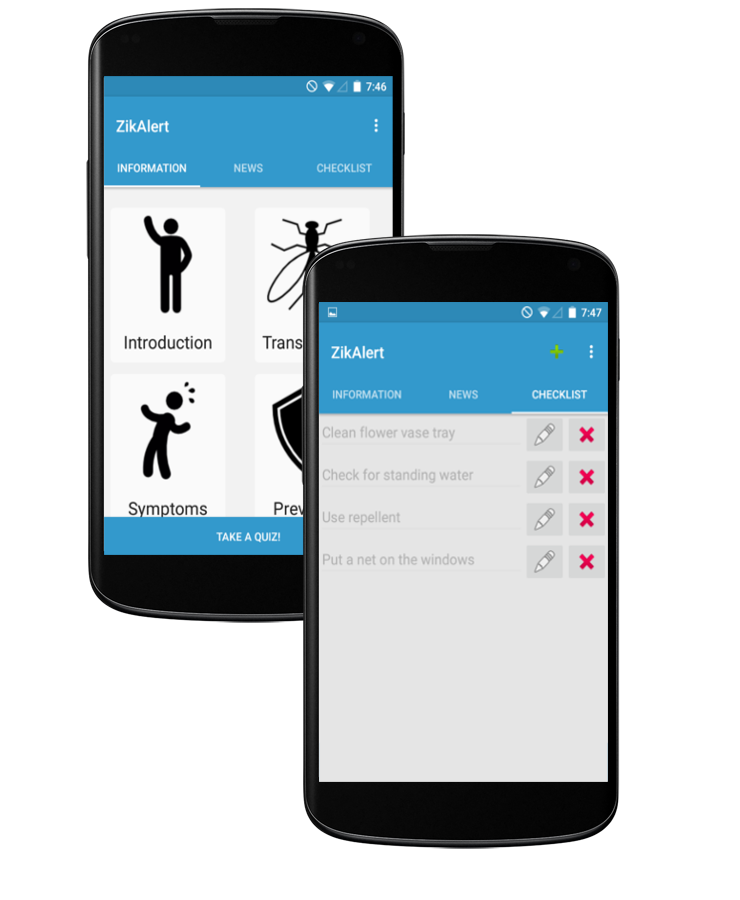 7:46
ZikAlert
INFORMATION NEWS CHECKLIST
Introduction
Trans
Symptoms
Prev
TAKE A QUIZ!
7:47
ZikAlert
INFORMATION NEWS CHECKLIST
Clean flower vase tray
Check for standing water
Use repellent
Put a net on the windows